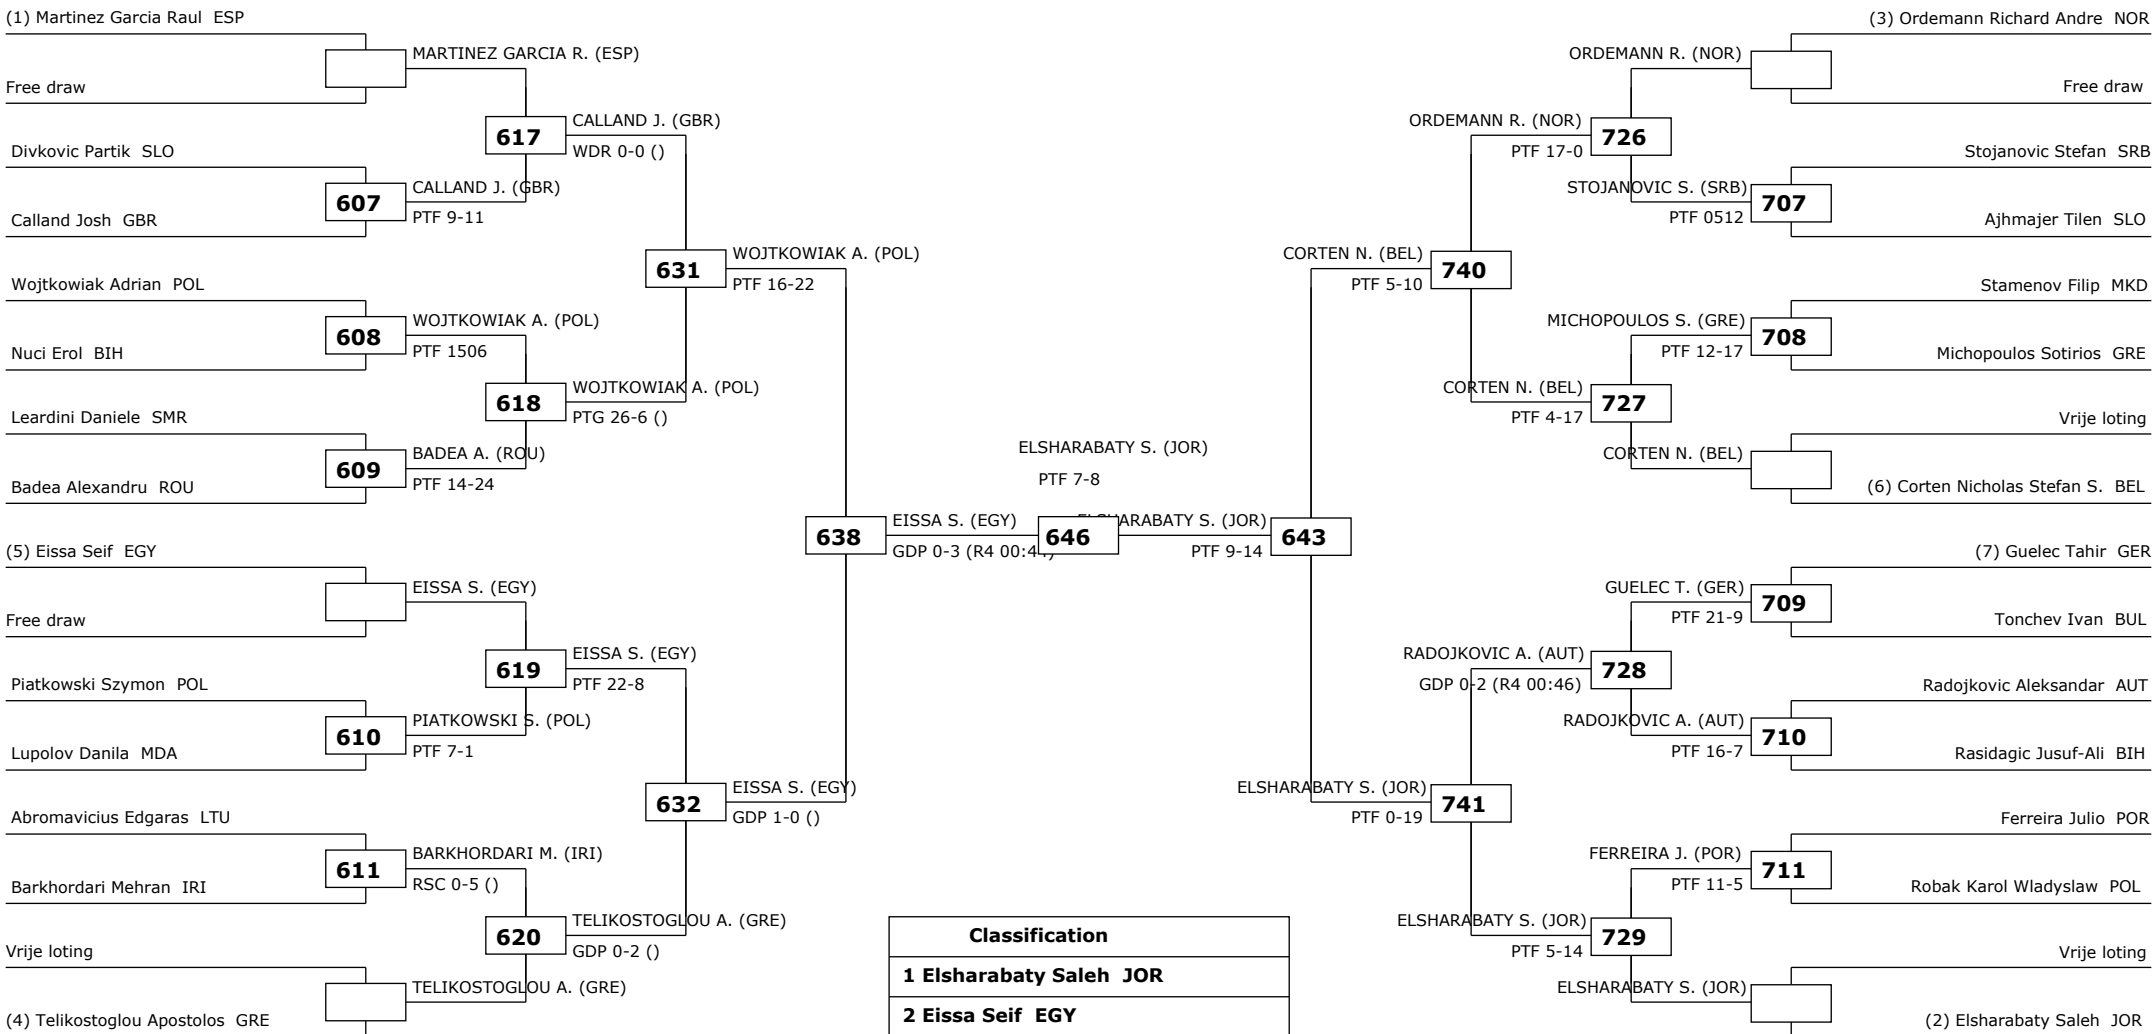 (1) Martinez Garcia Raul ESP
Free draw
Divkovic Partik SLO
Calland Josh GBR
Wojtkowiak Adrian POL
Nuci Erol BIH
Leardini Daniele SMR
Badea Alexandru ROU
(5) Eissa Seif EGY
Free draw
Piatkowski Szymon POL
Lupolov Danila MDA
Abromavicius Edgaras LTU
Barkhordari Mehran IRI
Vrije loting
(4) Telikostoglou Apostolos GRE
MARTINEZ GARCIA R. (ESP)
607
CALLAND J. (GBR)
PTF 9-11
608
WOJTKOWIAK A. (POL)
PTF 1506
609
BADEA A. (ROU)
PTF 14-24
EISSA S. (EGY)
610
PIATKOWSKI S. (POL)
PTF 7-1
611
BARKHORDARI M. (IRI)
RSC 0-5 ()
TELIKOSTOGLOU A. (GRE)
617
CALLAND J. (GBR)
WDR 0-0 ()
618
WOJTKOWIAK A. (POL)
PTG 26-6 ()
619
EISSA S. (EGY)
PTF 22-8
620
TELIKOSTOGLOU A. (GRE)
GDP 0-2 ()
631
WOJTKOWIAK A. (POL)
PTF 16-22
632
EISSA S. (EGY)
GDP 1-0 ()
638
EISSA S. (EGY)
GDP 0-3 (R4
ELSHARABATY S. (JOR)
PTF 7-8
646
S. (JOR)
PTF 9-14
643
Classification
1 Elsharabaty Saleh JOR
2 Eissa Seif EGY
CORTEN N. (BEL)
PTF 5-10
740
ELSHARABATY S. (JOR)
PTF 0-19
741
ORDEMANN R. (NOR)
PTF 17-0
726
CORTEN N. (BEL)
PTF 4-17
727
RADOJKOVIC A. (AUT)
GDP 0-2 (R4 00:46)
728
ELSHARABATY S. (JOR)
PTF 5-14
729
ORDEMANN R. (NOR)
STOJANOVIC S. (SRB)
PTF 0512
707
MICHOPOULOS S. (GRE)
PTF 12-17
708
CORTEN N. (BEL)
GUELEC T. (GER)
PTF 21-9
709
RADOJKOVIC A. (AUT)
PTF 16-7
710
FERREIRA J. (POR)
PTF 11-5
711
ELSHARABATY S. (JOR)
(3) Ordemann Richard Andre NOR
Free draw
Stojanovic Stefan SRB
Ajhmajer Tilen SLO
Stamenov Filip MKD
Michopoulos Sotirios GRE
Vrije loting
(6) Corten Nicholas Stefan S. BEL
(7) Guelec Tahir GER
Tonchev Ivan BUL
Radojkovic Aleksandar AUT
Rasidagic Jusuf-Ali BIH
Ferreira Julio POR
Robak Karol Wladyslaw POL
Vrije loting
(2) Elsharabaty Saleh JOR